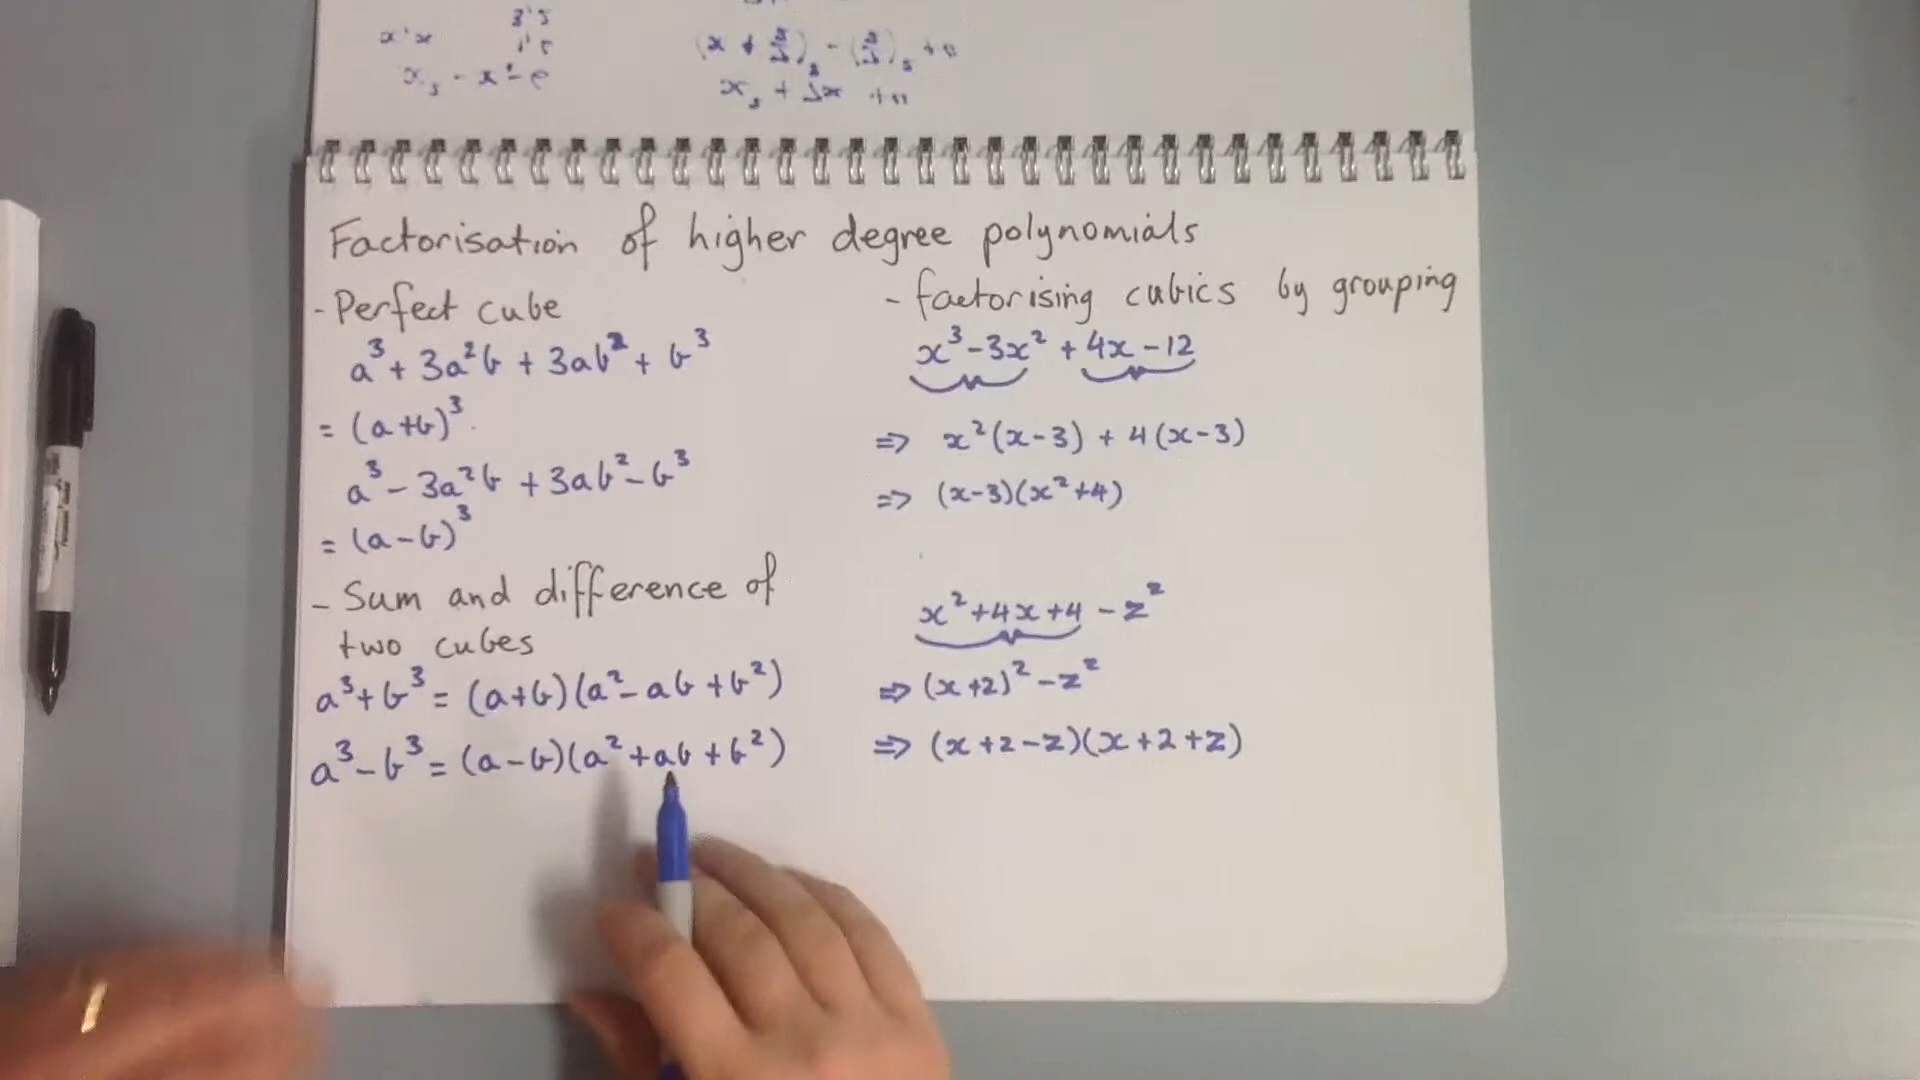 Factorisation of higher degree polynomials
- Perfect cube
a³ + 3a²b + 3ab² + b³
= (a+b)³
a³ - 3a²b + 3ab² - b³
= (a-b)³
- Sum and difference of
two cubes
a³+b³ = (a+b)(a²-ab+b²)
a³-b³ = (a-b)(a²+ab+b²)
- factorising cubics by grouping
x³-3x² + 4x-12
⇒ x²(x-3) + 4(x-3)
⇒ (x-3)(x²+4)
x²+4x+4 - z²
⇒ (x+2)² - z²
⇒ (x+2-z)(x+2+z)